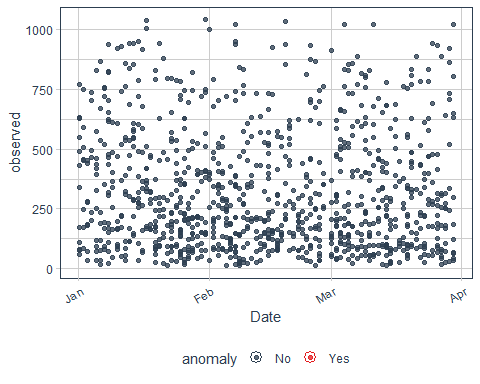 1000
750
500
250
0
observed
Jan
Feb
Mar
Apr
Date
anomaly No Yes